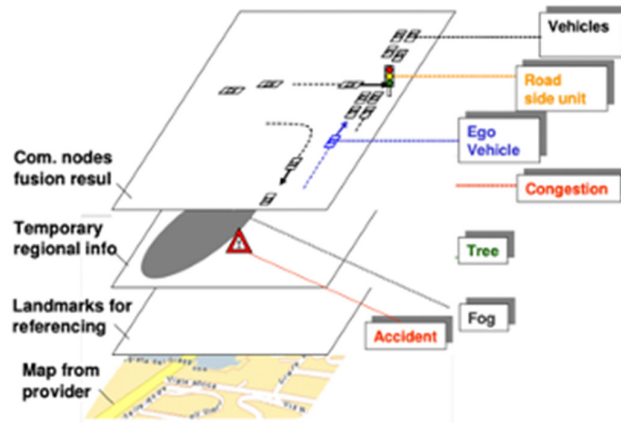 Vehicles
Road
side unit
Ego
Vehicle
Com. nodes
fusion resul
Congestion
Temporary
regional info
Tree
Landmarks for
referencing
Fog
Accident
Map from
provider